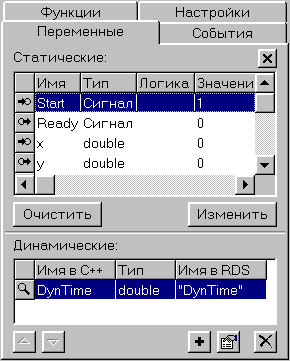 Функции Настройки
Переменные События
Статические:
Имя Тип Логика Значени
Start Сигнал 1
Ready Сигнал 0
x double 0
y double 0
Очистить Изменить
Динамические:
Имя в C++ Тип Имя в RDS
DynTime double "DynTime"